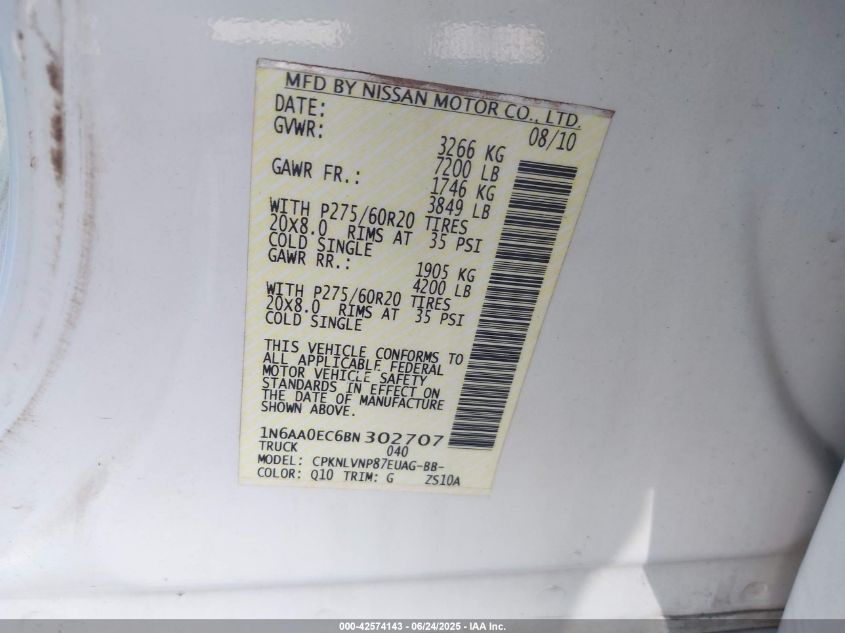 MFD BY NISSAN MOTOR CO., LTD.
DATE: 08/10
GVWR: 3266 KG
7200 LB
GAWR FR.: 1746 KG
3849 LB
WITH P275/60R20 TIRES
20X8.0 RIMS AT 35 PSI
COLD SINGLE
GAWR RR.: 1905 KG
4200 LB
WITH P275/60R20 TIRES
20X8.0 RIMS AT 35 PSI
COLD SINGLE
THIS VEHICLE CONFORMS TO
ALL APPLICABLE FEDERAL
MOTOR VEHICLE SAFETY
STANDARDS IN EFFECT ON
THE DATE OF MANUFACTURE
SHOWN ABOVE.
1N6AA0EC6BN302707
TRUCK 040
MODEL: CPKNLVNP87EUAG-BB-
COLOR: Q10 TRIM: G ZS10A
000-42574143 - 06/24/2025 - IAA Inc.